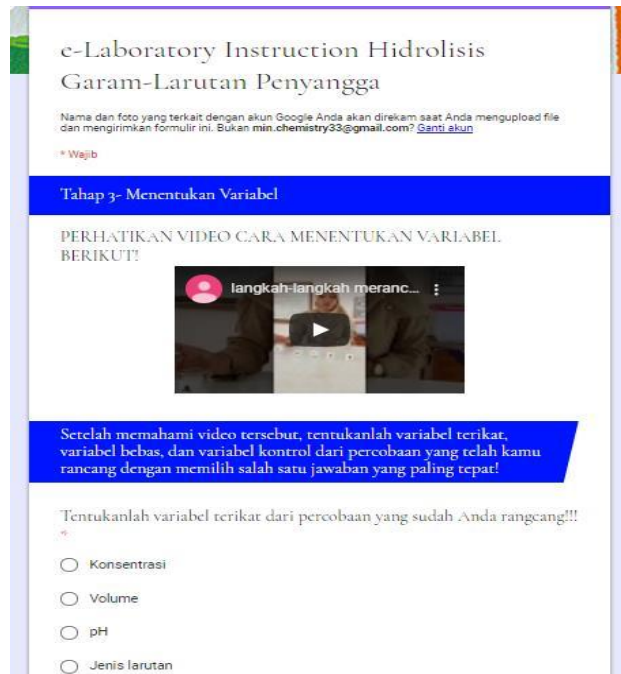 e-Laboratory Instruction Hidrolisis
Garam-Larutan Penyangga
Nama dan foto yang terkait dengan akun Google Anda akan direkam saat Anda mengupload file
dan mengirimkan formulir ini. Bukan min.chemistry33@gmail.com? Ganti akun
* Wajib
Tahap 3- Menentukan Variabel
PERHATIKAN VIDEO CARA MENENTUKAN VARIABEL
BERIKUT!
langkah-langkah meranc...
Setelah memahami video tersebut, tentukanlah variabel terikat,
variabel bebas, dan variabel kontrol dari percobaan yang telah kamu
rancang dengan memilih salah satu jawaban yang paling tepat!
Tentukanlah variabel terikat dari percobaan yang sudah Anda rangcang!!!
*
Konsentrasi
Volume
pH
Jenis larutan